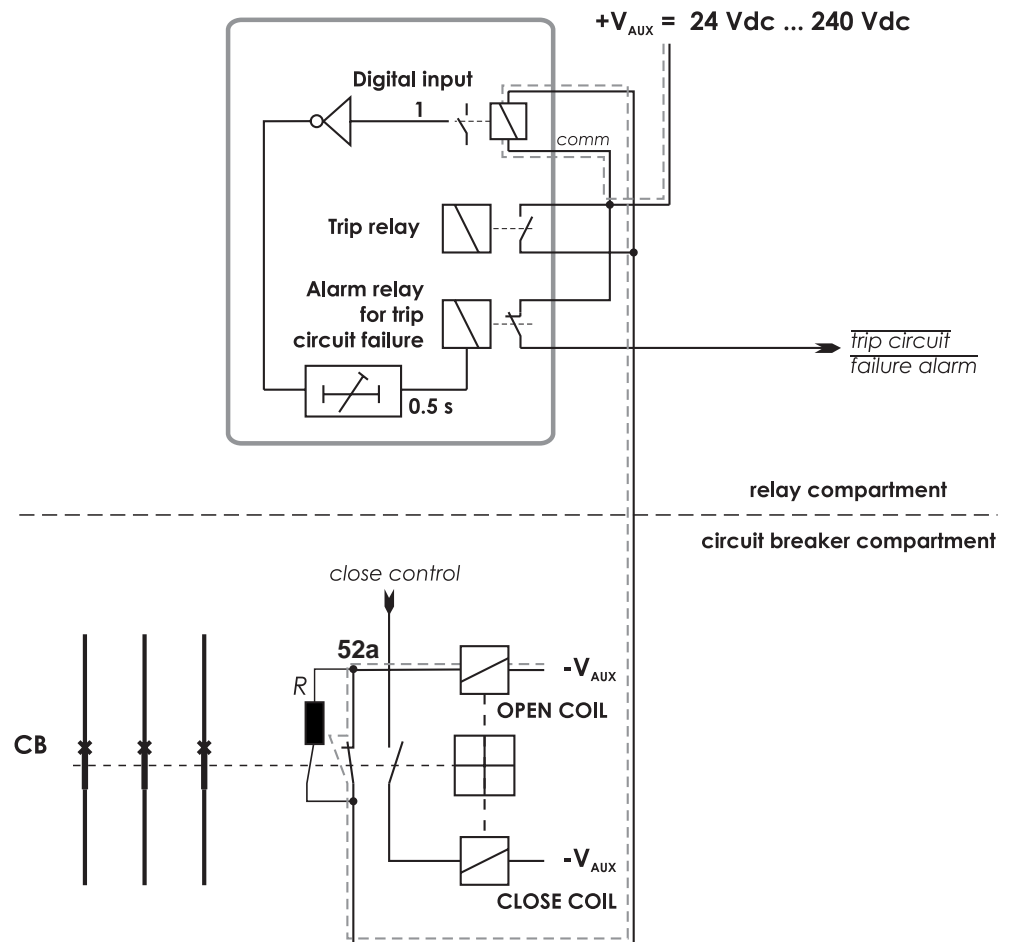 +VAUX = 24 Vdc ... 240 Vdc
Digital input
1
comm
Trip relay
Alarm relay
for trip
circuit failure
trip circuit
failure alarm
0.5 s
relay compartment
circuit breaker compartment
close control
52a
R
-VAUX
OPEN COIL
CB
-VAUX
CLOSE COIL